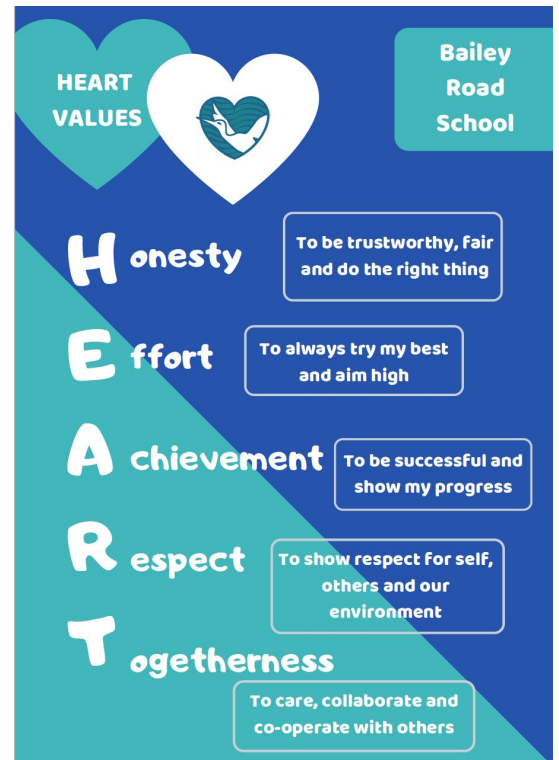 HEART
VALUES
Bailey
Road
School
Honesty
To be trustworthy, fair
and do the right thing
Effort
To always try my best
and aim high
Achievement
To be successful and
show my progress
Respect
To show respect for self,
others and our
environment
Togetherness
To care, collaborate and
co-operate with others